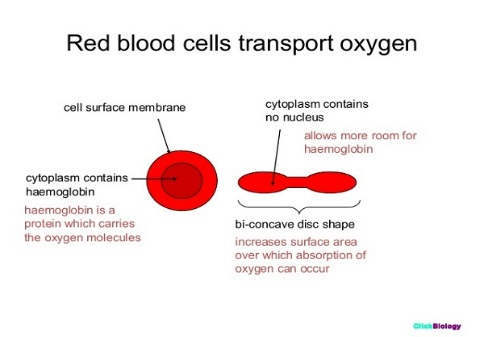 Red blood cells transport oxygen
cell surface membrane
cytoplasm contains
no nucleus
allows more room for
haemoglobin
cytoplasm contains
haemoglobin
haemoglobin is a
protein which carries
the oxygen molecules
bi-concave disc shape
increases surface area
over which absorption of
oxygen can occur
ClickBiology